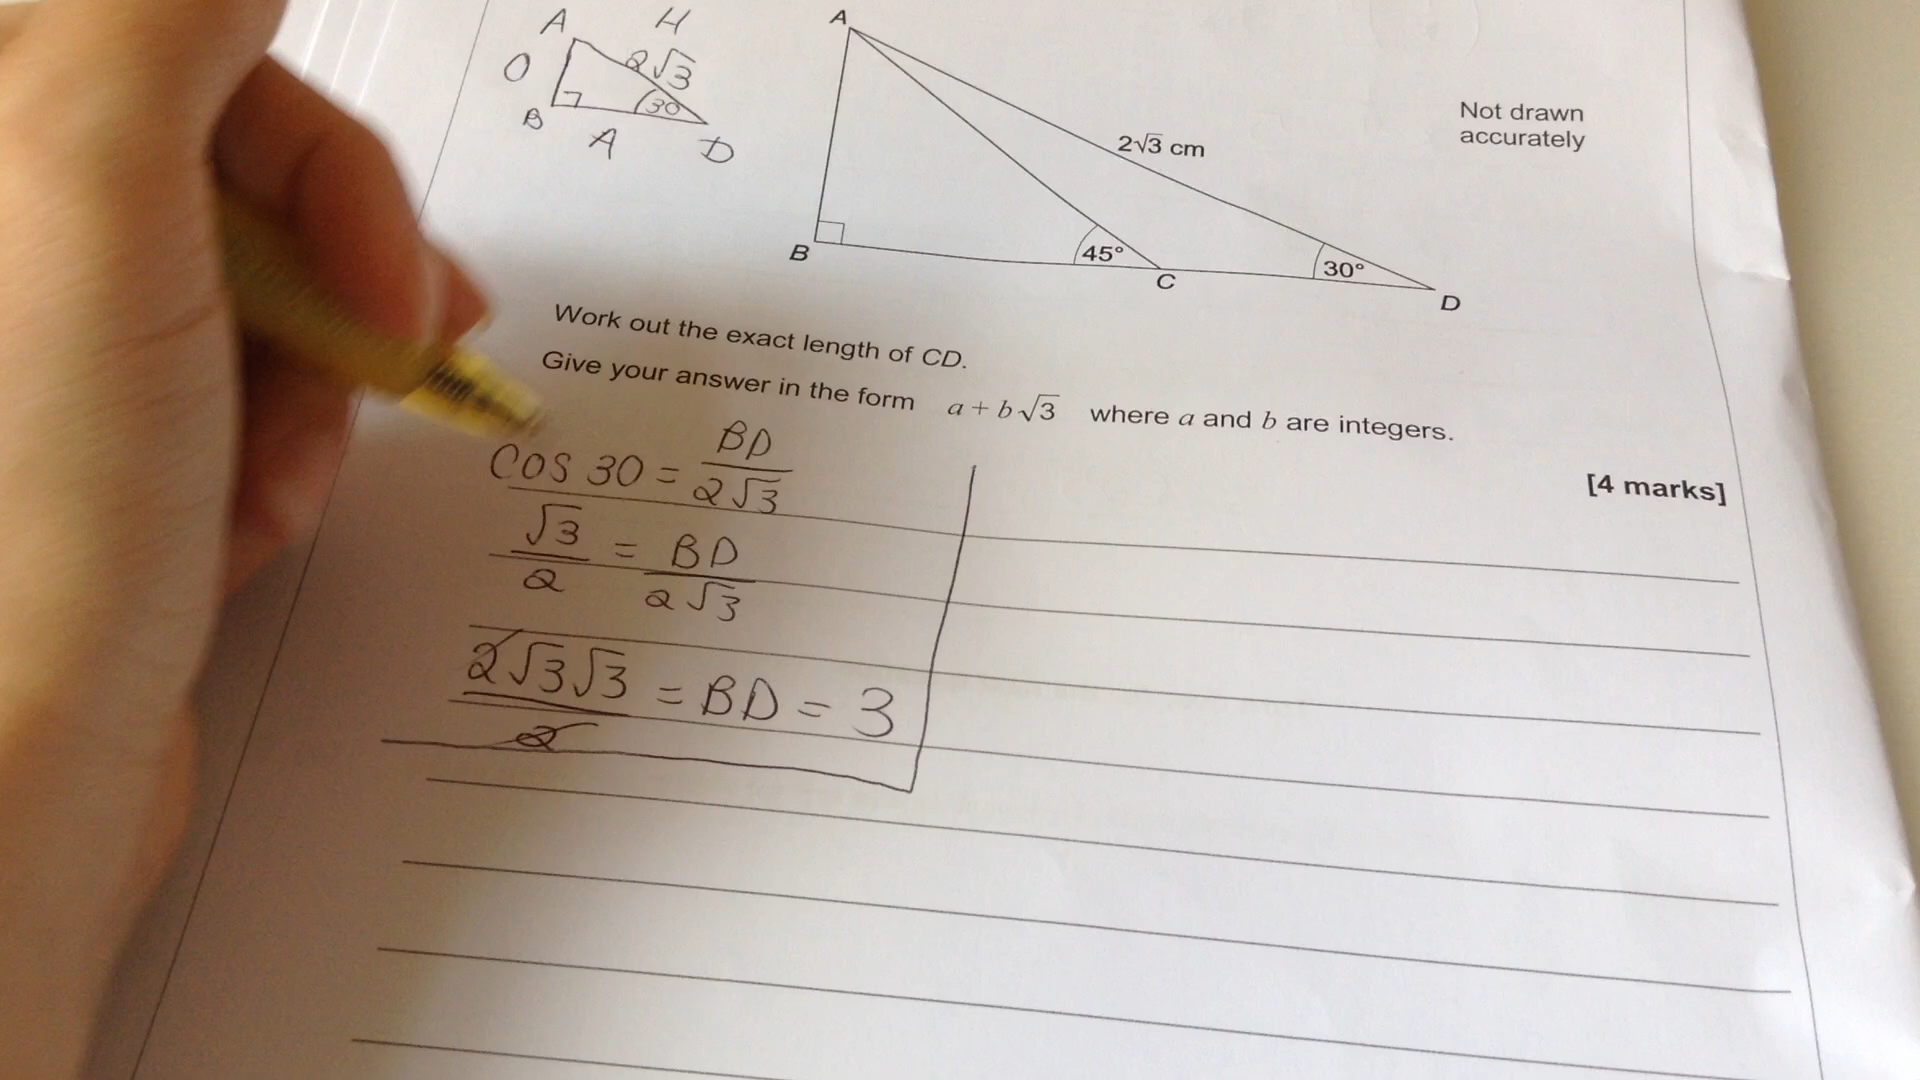 A H
O 2√3
30
B A D
A
2√3 cm
Not drawn
accurately
B 45° C 30° D
Work out the exact length of CD.
Give your answer in the form a + b√3 where a and b are integers.
[4 marks]
COS 30 = BD/2√3
√3/2 = BD/2√3
2√3√3/2 = BD = 3